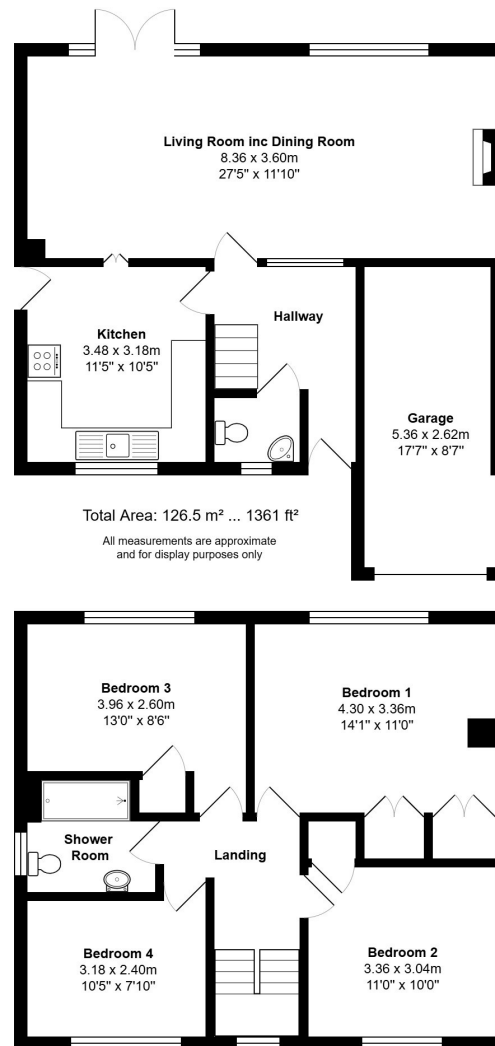 Living Room inc Dining Room
8.36 x 3.60m
27'5" x 11'10"
Kitchen
3.48 x 3.18m
11'5" x 10'5"
Hallway
Garage
5.36 x 2.62m
17'7" x 8'7"
Total Area: 126.5 m² ... 1361 ft²
All measurements are approximate
and for display purposes only
Bedroom 3
3.96 x 2.60m
13'0" x 8'6"
Bedroom 1
4.30 x 3.36m
14'1" x 11'0"
Shower
Room
Landing
Bedroom 4
3.18 x 2.40m
10'5" x 7'10"
Bedroom 2
3.36 x 3.04m
11'0" x 10'0"